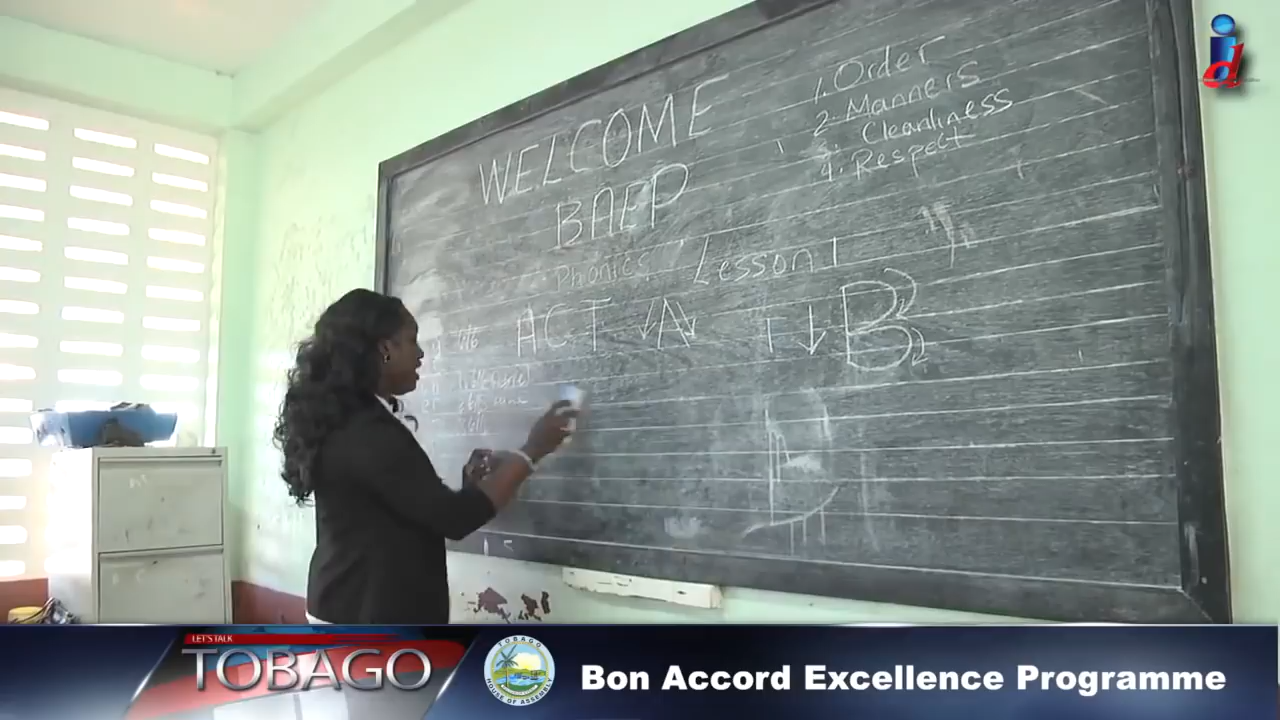 WELCOME
BAEP
Phonics Lesson 1
ACT A B
1. Order
2. Manners
3. Cleanliness
4. Respect
id
LET'S TALK
TOBAGO
TOBAGO
HOUSE OF ASSEMBLY
Bon Accord Excellence Programme